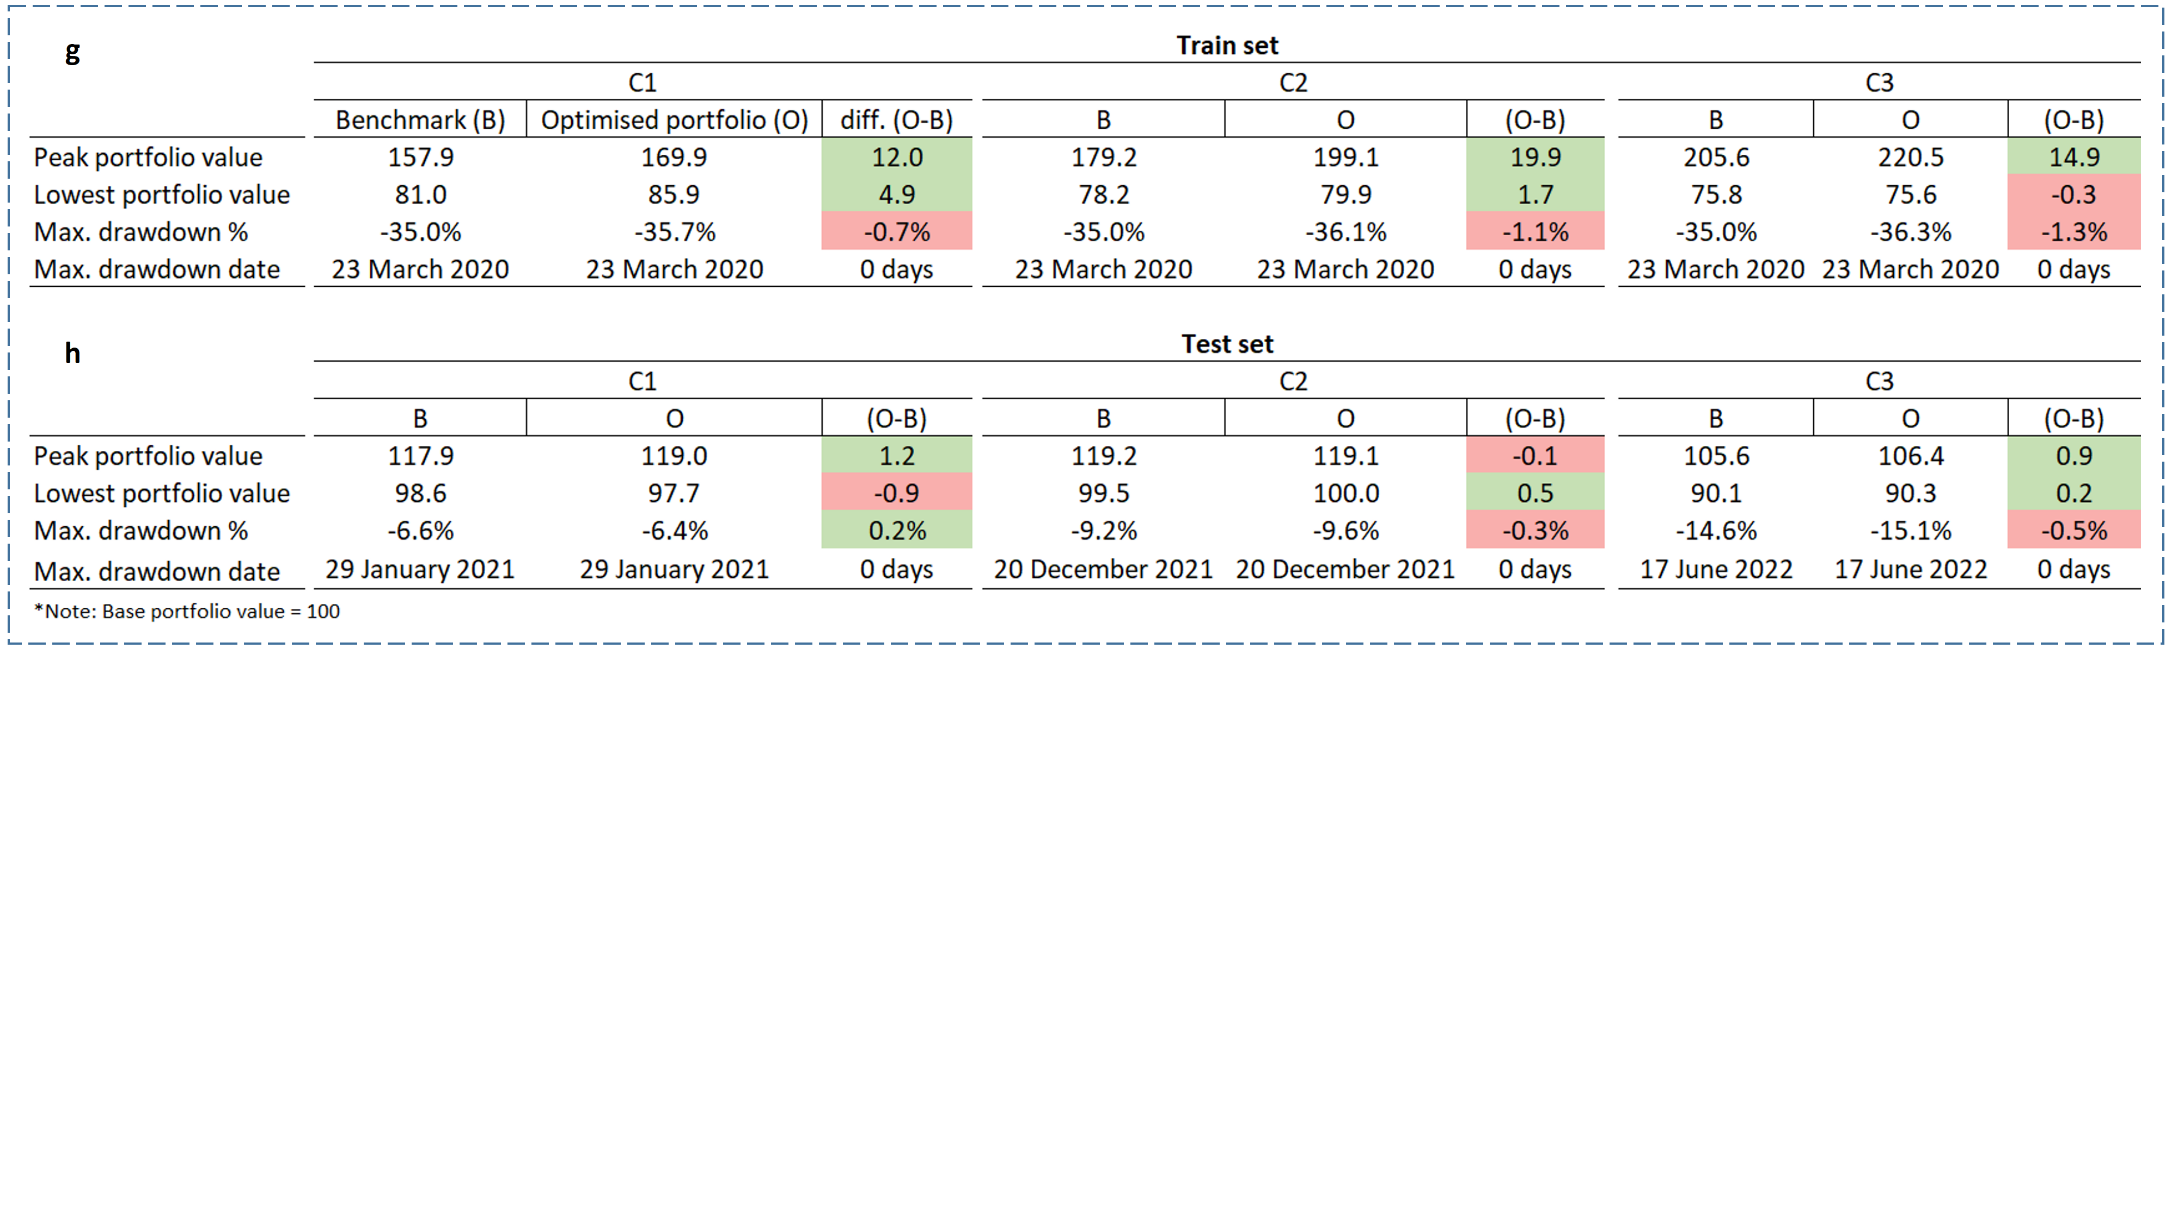 g
Train set
C1 C2 C3
Benchmark (B) Optimised portfolio (O) diff. (O-B) B O (O-B) B O (O-B)
Peak portfolio value 157.9 169.9 12.0 179.2 199.1 19.9 205.6 220.5 14.9
Lowest portfolio value 81.0 85.9 4.9 78.2 79.9 1.7 75.8 75.6 -0.3
Max. drawdown % -35.0% -35.7% -0.7% -35.0% -36.1% -1.1% -35.0% -36.3% -1.3%
Max. drawdown date 23 March 2020 23 March 2020 0 days 23 March 2020 23 March 2020 0 days 23 March 2020 23 March 2020 0 days
h
Test set
C1 C2 C3
B O (O-B) B O (O-B) B O (O-B)
Peak portfolio value 117.9 119.0 1.2 119.2 119.1 -0.1 105.6 106.4 0.9
Lowest portfolio value 98.6 97.7 -0.9 99.5 100.0 0.5 90.1 90.3 0.2
Max. drawdown % -6.6% -6.4% 0.2% -9.2% -9.6% -0.3% -14.6% -15.1% -0.5%
Max. drawdown date 29 January 2021 29 January 2021 0 days 20 December 2021 20 December 2021 0 days 17 June 2022 17 June 2022 0 days
*Note: Base portfolio value = 100